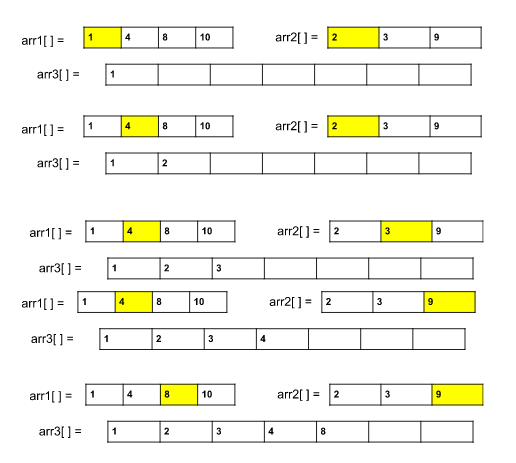 arr1[ ] = 1 4 8 10 arr2[ ] = 2 3 9
arr3[ ] = 1
arr1[ ] = 1 4 8 10 arr2[ ] = 2 3 9
arr3[ ] = 1 2
arr1[ ] = 1 4 8 10 arr2[ ] = 2 3 9
arr3[ ] = 1 2 3
arr1[ ] = 1 4 8 10 arr2[ ] = 2 3 9
arr3[ ] = 1 2 3 4
arr1[ ] = 1 4 8 10 arr2[ ] = 2 3 9
arr3[ ] = 1 2 3 4 8